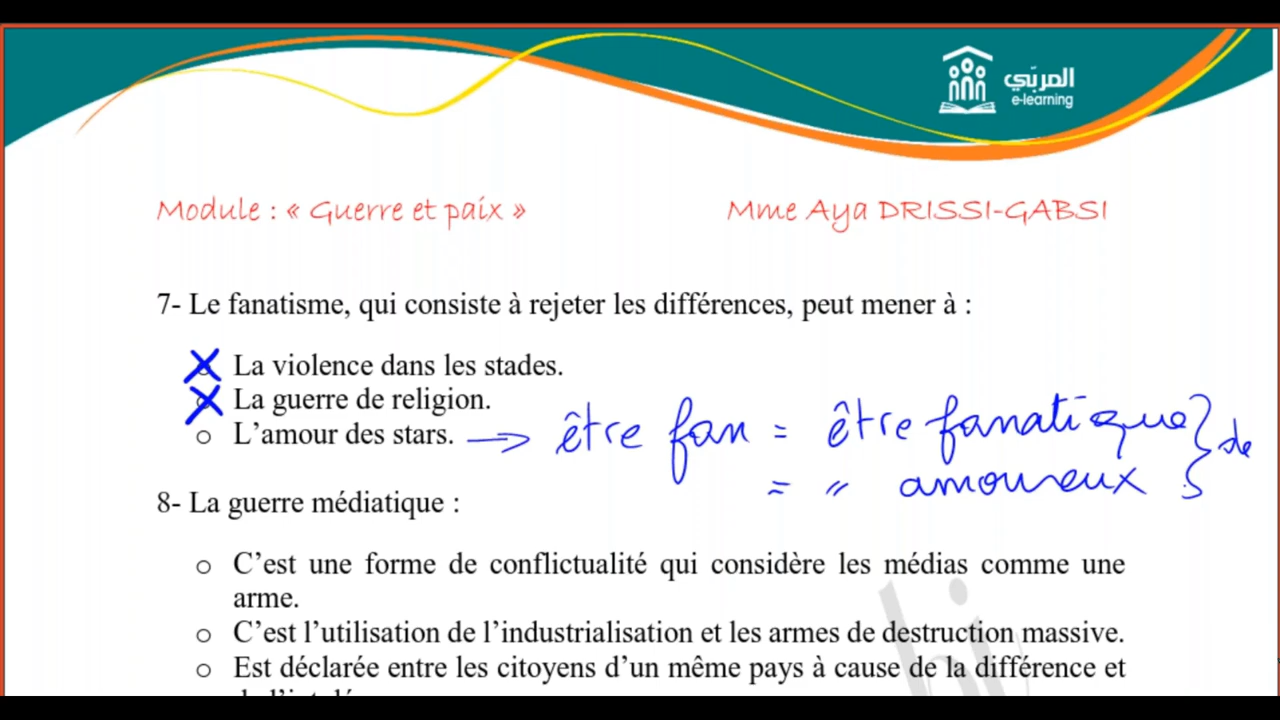 المربّي
e-learning
Module : « Guerre et paix »
Mme Aya DRISSI-GABSI
7- Le fanatisme, qui consiste à rejeter les différences, peut mener à :
La violence dans les stades.
La guerre de religion.
L’amour des stars. → être fan = être fanatique } de
= " amoureux
8- La guerre médiatique :
C’est une forme de conflictualité qui considère les médias comme une
arme.
C’est l’utilisation de l’industrialisation et les armes de destruction massive.
Est déclarée entre les citoyens d’un même pays à cause de la différence et